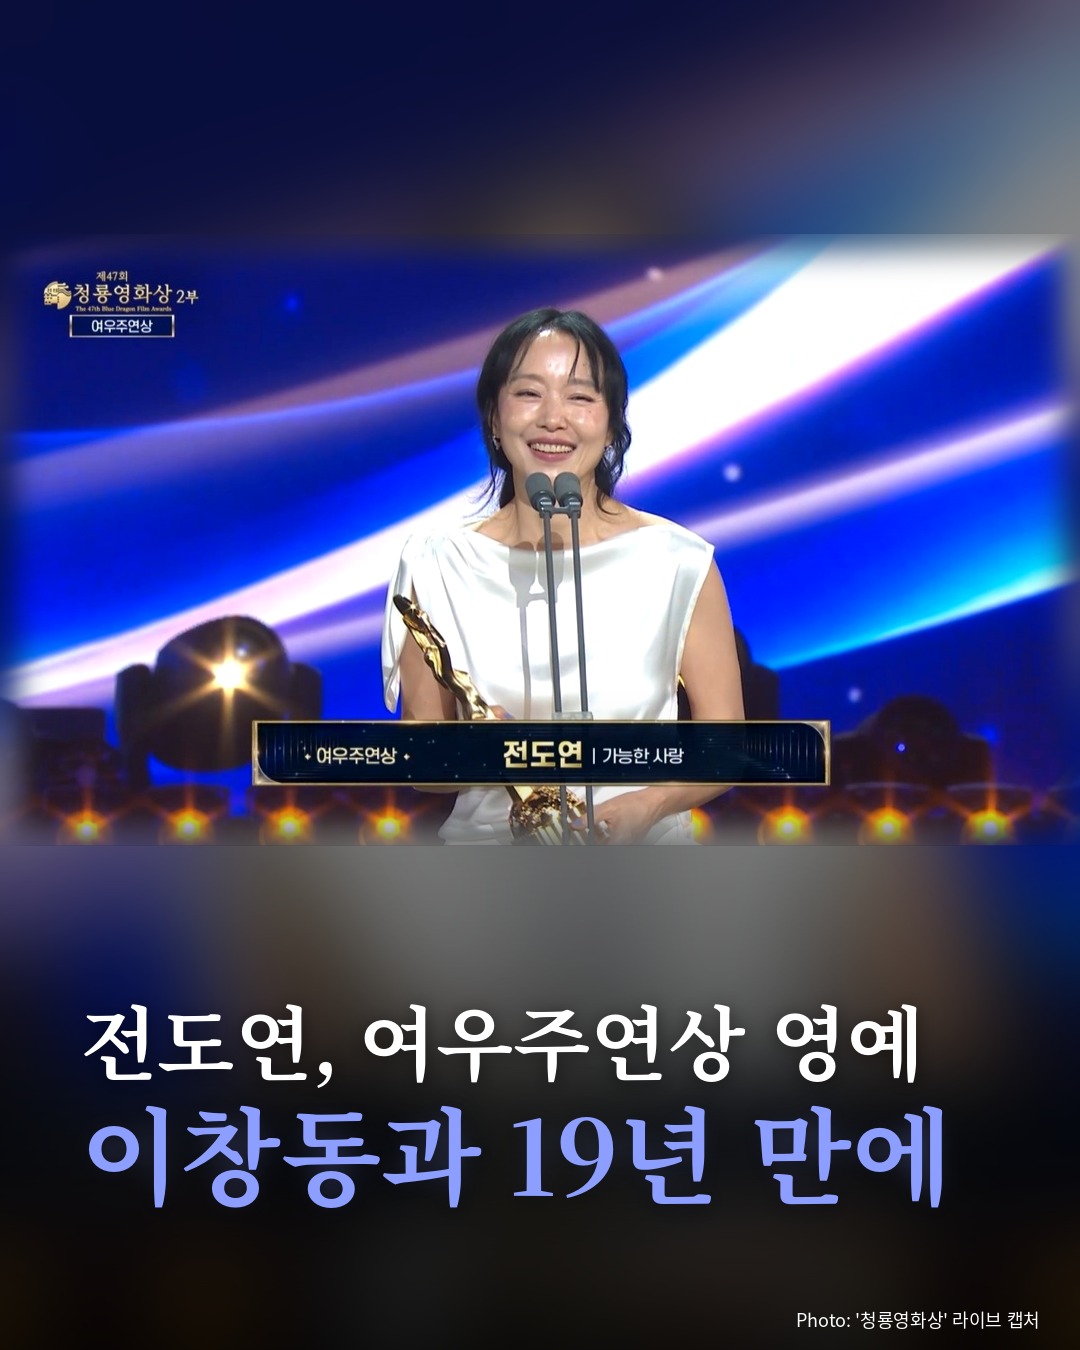 제47회
청룡영화상 2부
The 47th Blue Dragon Film Awards
여우주연상
여우주연상 전도연 | 가능한 사랑
전도연, 여우주연상 영예
이창동과 19년 만에
Photo: '청룡영화상' 라이브 캡처